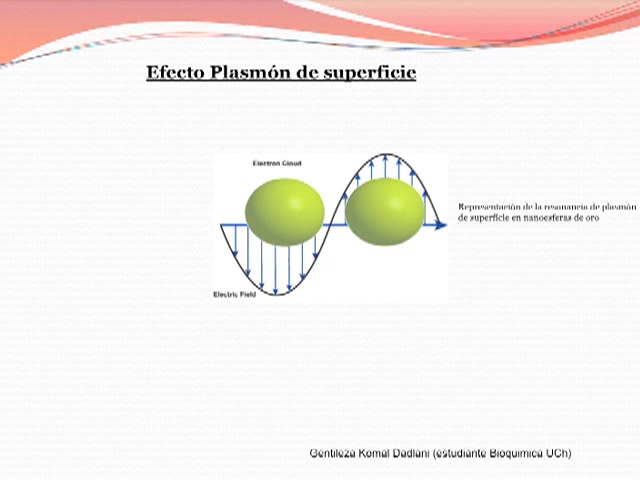 Efecto Plasmón de superficie
Electron Cloud
Representación de la resonancia de plasmón
de superficie en nanoesferas de oro
Electric Field
Gentileza Komal Dadlani (estudiante Bioquimica UCh)